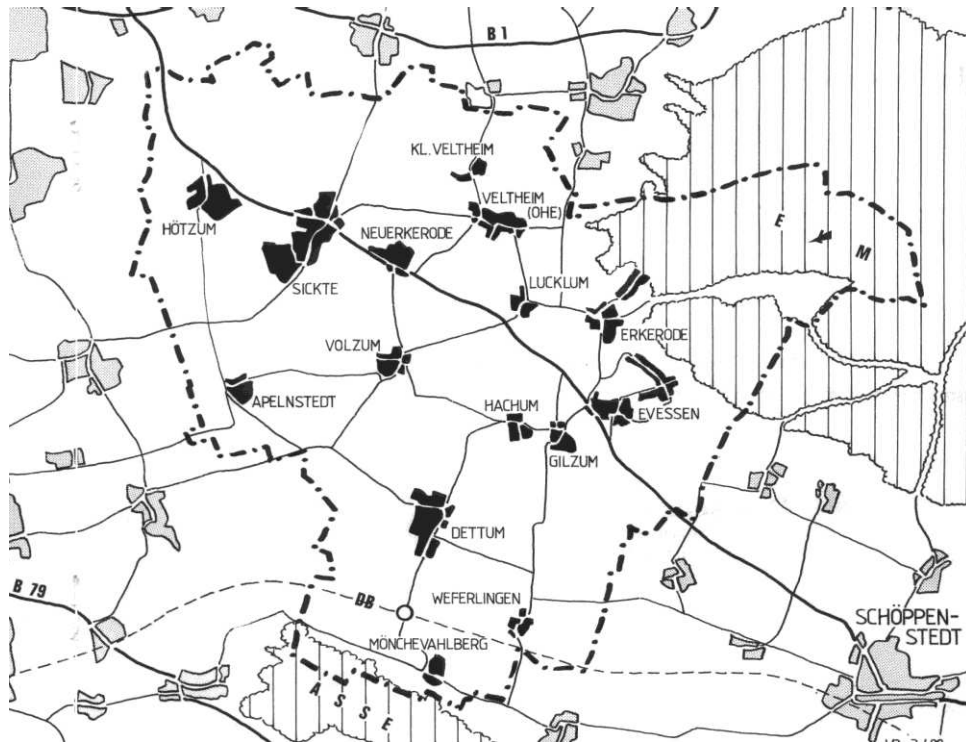 B 1
KL. VELTHEIM
VELTHEIM
(OHE)
HÖTZUM
NEUERKERODE
E
M
SICKTE
LUCKLUM
ERKERODE
VOLZUM
APELNSTEDT
HACHUM
EVESSEN
GILZUM
DETTUM
B 79
DB
WEFERLINGEN
SCHÖPPEN-
STEDT
MÖNCHEVAHLBERG
A S S E